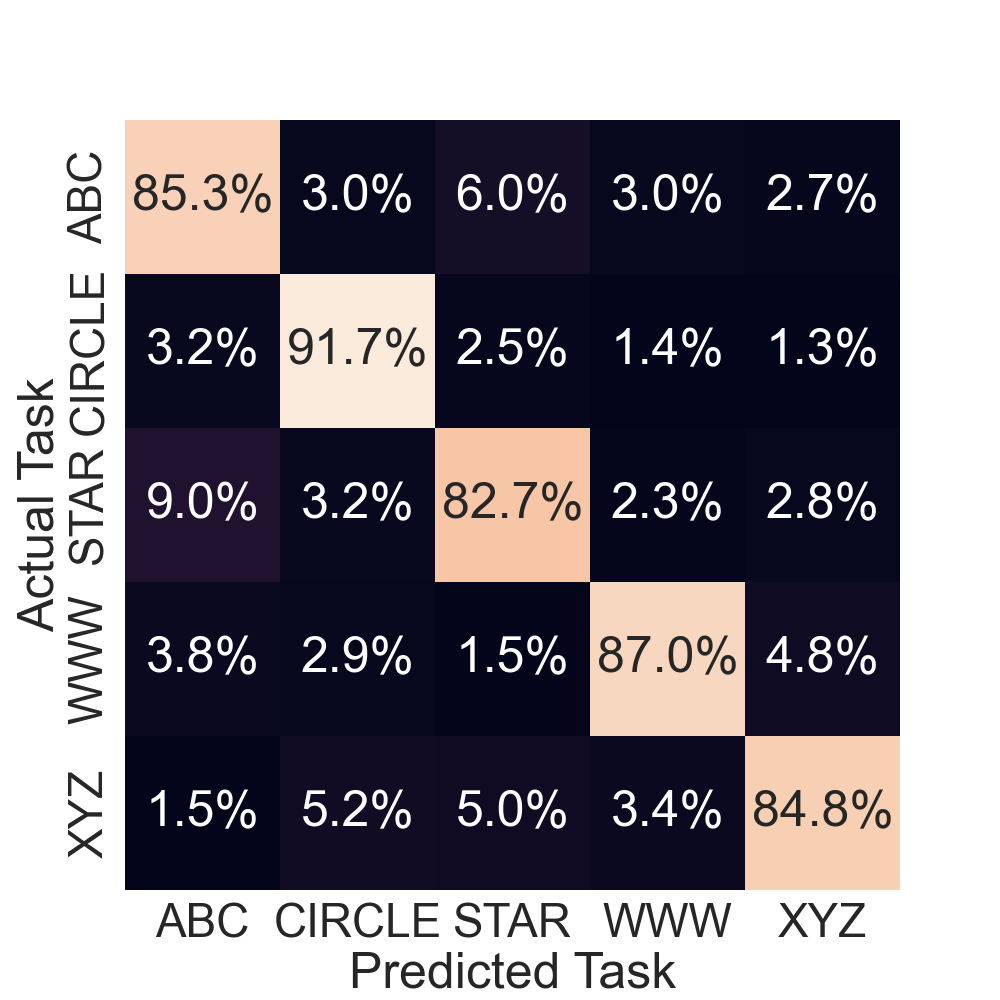 ABC 85.3% 3.0% 6.0% 3.0% 2.7%
CIRCLE 3.2% 91.7% 2.5% 1.4% 1.3%
STAR 9.0% 3.2% 82.7% 2.3% 2.8%
WWW 3.8% 2.9% 1.5% 87.0% 4.8%
XYZ 1.5% 5.2% 5.0% 3.4% 84.8%
Actual Task
ABC CIRCLE STAR WWW XYZ
Predicted Task